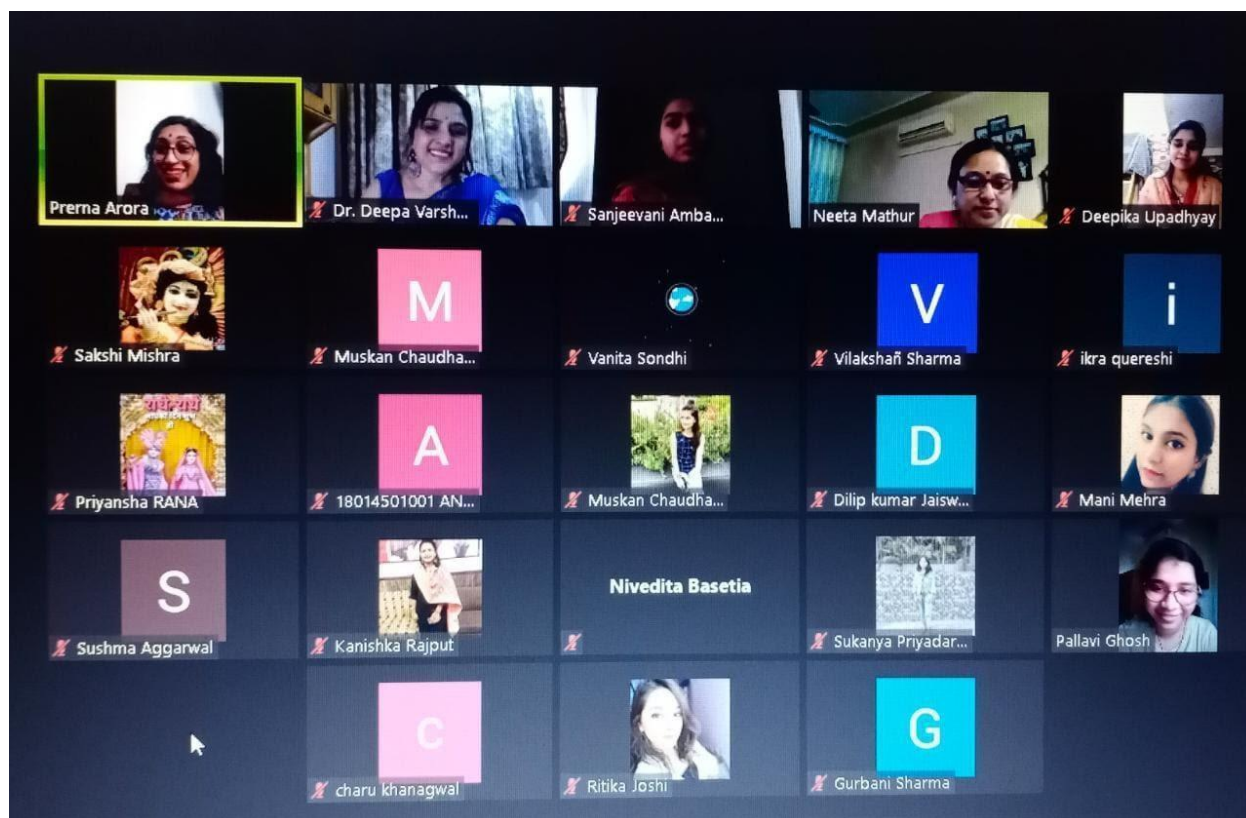 Prerna Arora
Dr. Deepa Varsh...
Sanjeevani Amba...
Neeta Mathur
Deepika Upadhyay
Sakshi Mishra
M
Muskan Chaudha...
Vanita Sondhi
V
Vilakshañ Sharma
i
ikra quereshi
राधे राधे
Priyansha RANA
A
18014501001 AN...
Muskan Chaudha...
D
Dilip kumar Jaisw...
Mani Mehra
S
Sushma Aggarwal
Kanishka Rajput
Nivedita Basetia
Sukanya Priyadar...
Pallavi Ghosh
c
charu khanagwal
Ritika Joshi
G
Gurbani Sharma